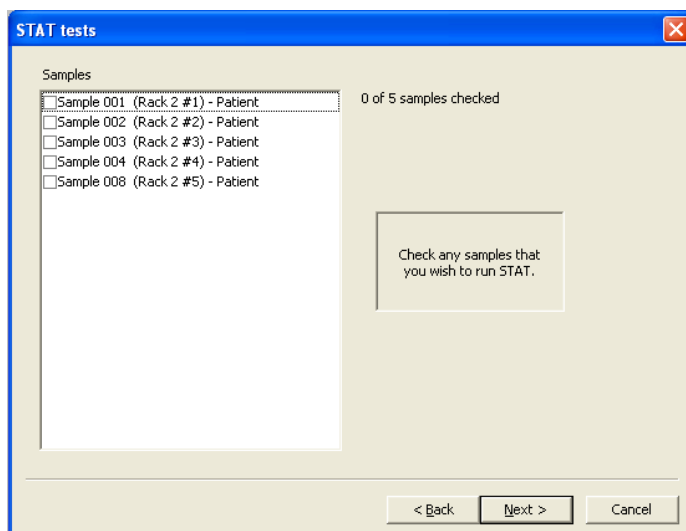 STAT tests
Samples
0 of 5 samples checked
Sample 001 (Rack 2 #1) - Patient
Sample 002 (Rack 2 #2) - Patient
Sample 003 (Rack 2 #3) - Patient
Sample 004 (Rack 2 #4) - Patient
Sample 008 (Rack 2 #5) - Patient
Check any samples that
you wish to run STAT.
< Back
Next >
Cancel